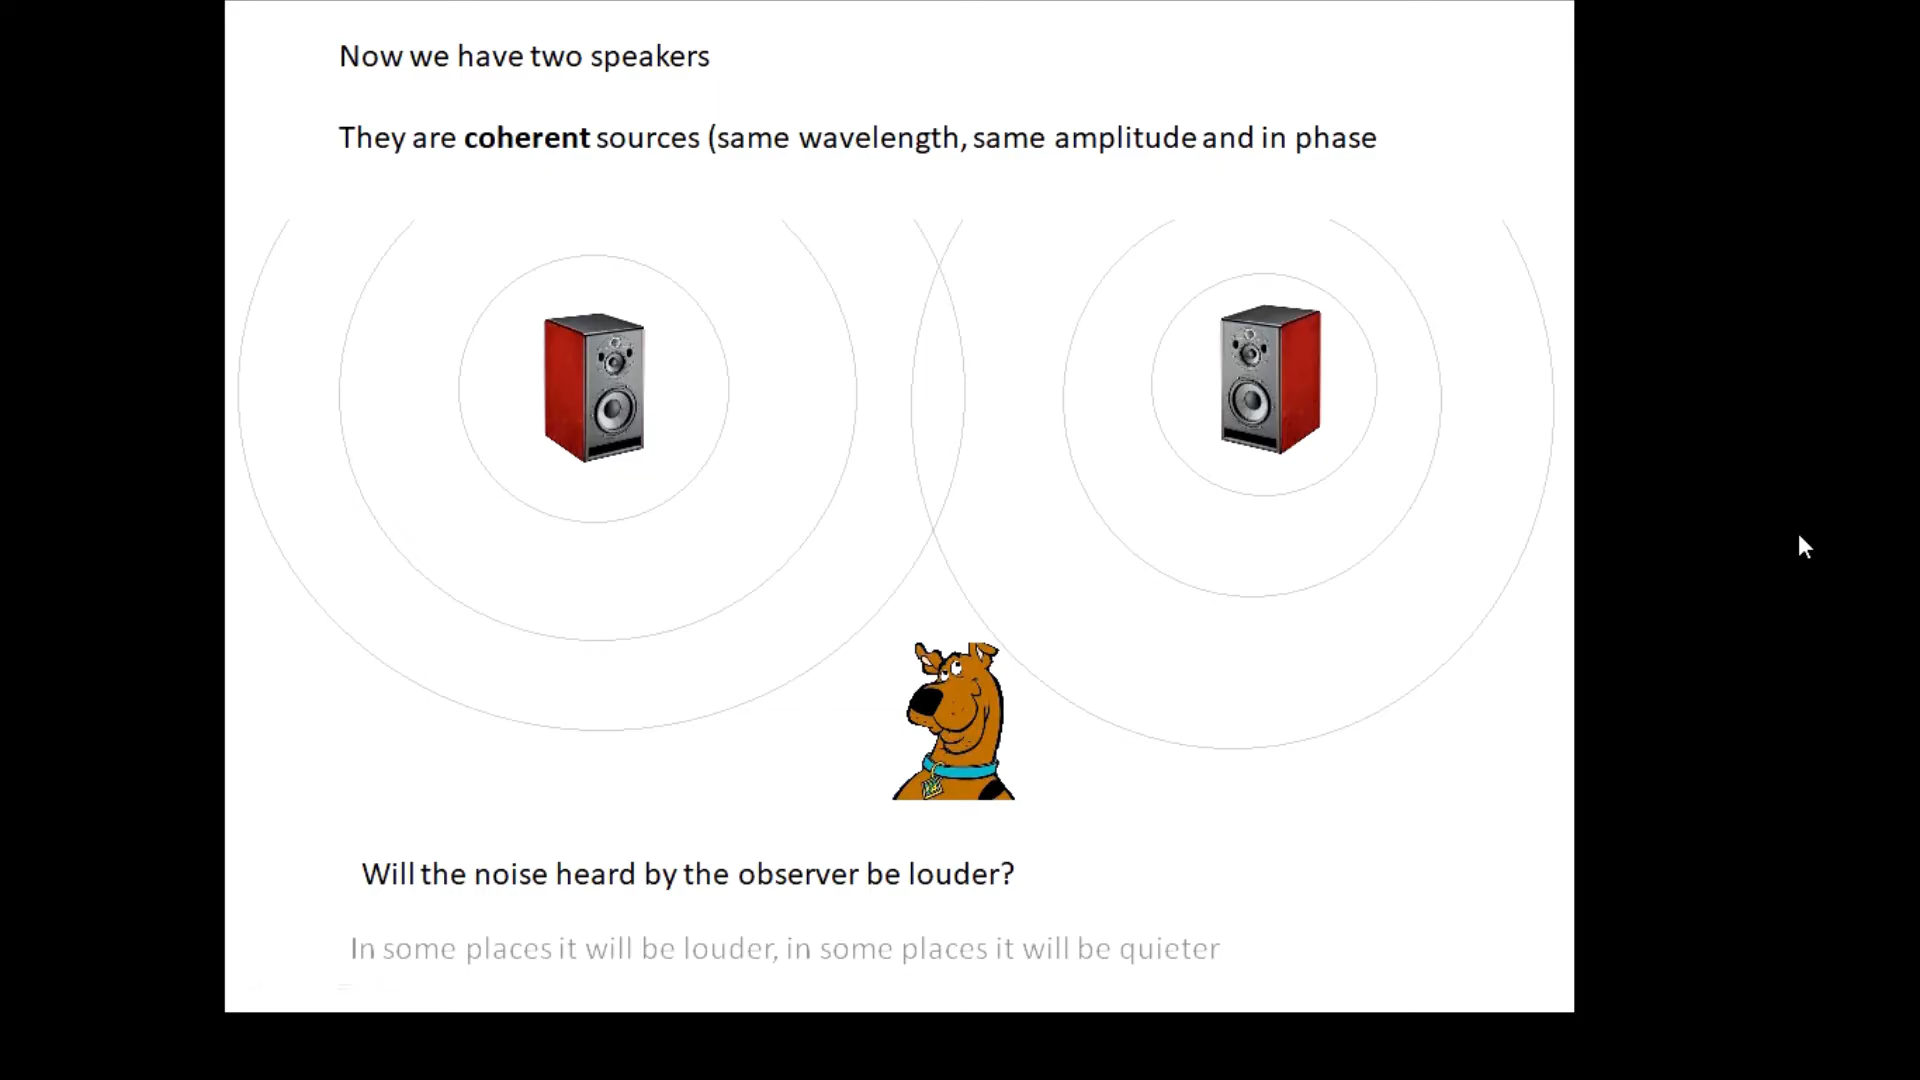 Now we have two speakers
They are coherent sources (same wavelength, same amplitude and in phase
Will the noise heard by the observer be louder?
In some places it will be louder, in some places it will be quieter